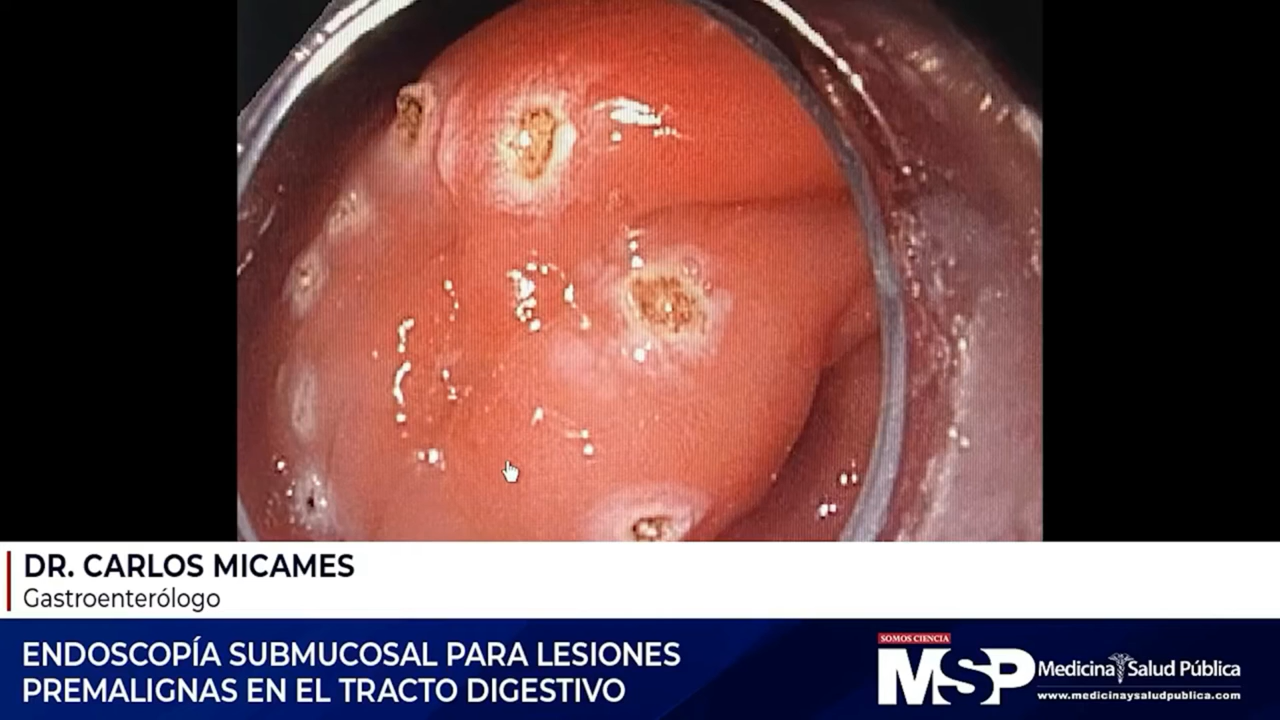 DR. CARLOS MICAMES
Gastroenterólogo
ENDOSCOPÍA SUBMUCOSAL PARA LESIONES
PREMALIGNAS EN EL TRACTO DIGESTIVO
SOMOS CIENCIA
MSP Medicina Salud Pública
www.medicinaysaludpublica.com